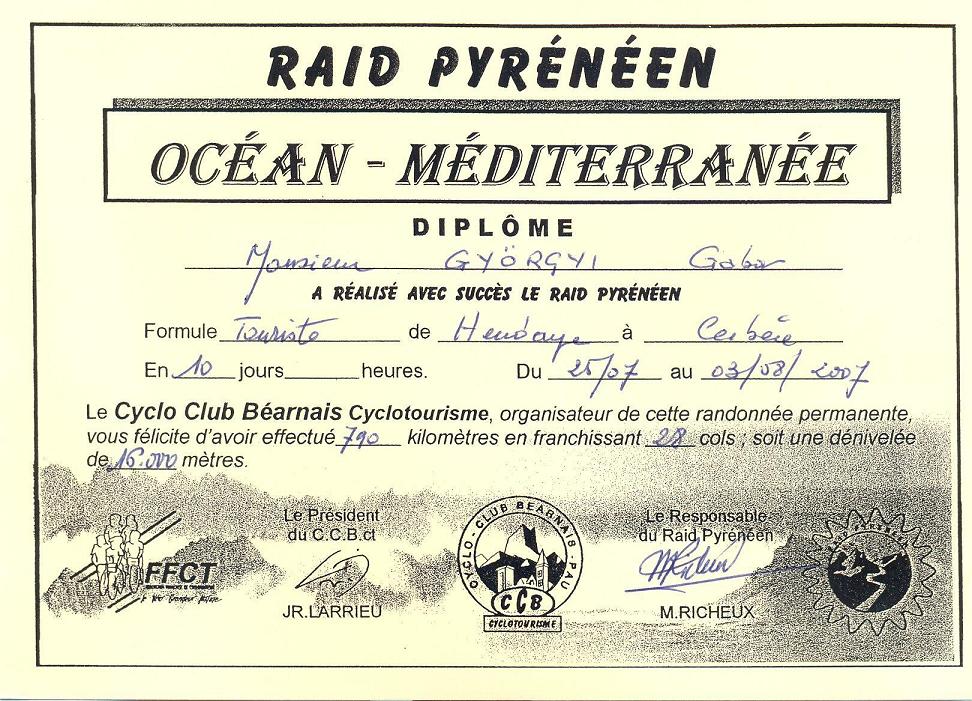 RAID PYRÉNÉEN
OCÉAN - MÉDITERRANÉE
DIPLÔME
Monsieur GYÖRGYI Gabor
A RÉALISÉ AVEC SUCCÈS LE RAID PYRÉNÉEN
Formule Touriste de Hendaye à Cerbère
En 10 jours heures. Du 25/07 au 03/08/2007
Le Cyclo Club Béarnais Cyclotourisme, organisateur de cette randonnée permanente,
vous félicite d'avoir effectué 790 kilomètres en franchissant 28 cols ; soit une dénivelée
de 16.000 mètres.
Le Président
du C.C.B.ct
JR.LARRIEU
Le Responsable
du Raid Pyrénéen
M.RICHEUX
FFCT
CYCLO-CLUB BÉARNAIS-PAU
CCB
CYCLOTOURISME